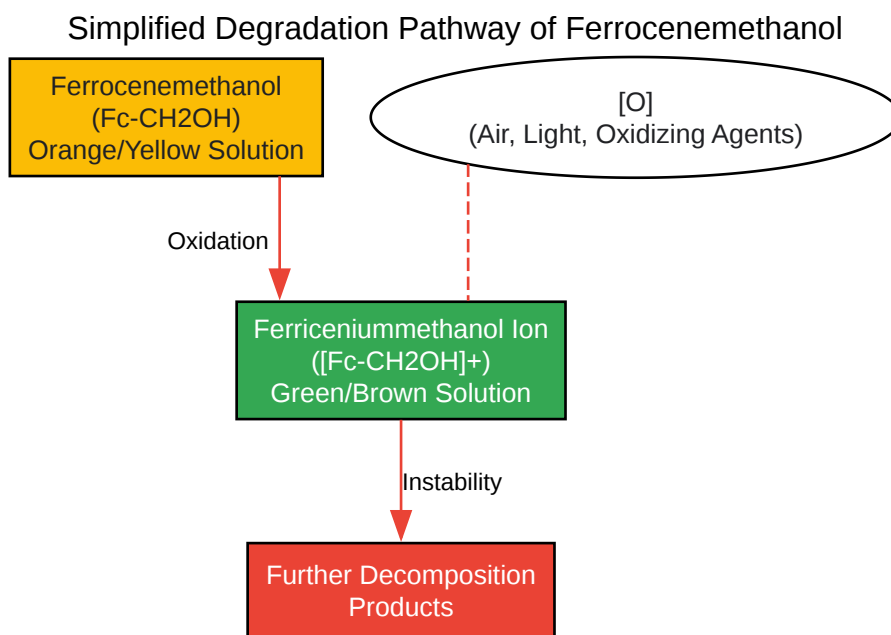 Simplified Degradation Pathway of Ferrocenemethanol
Ferrocenemethanol
(Fc-CH2OH)
Orange/Yellow Solution
[O]
(Air, Light, Oxidizing Agents)
Oxidation
Ferriceniummethanol Ion
([Fc-CH2OH]+)
Green/Brown Solution
Instability
Further Decomposition
Products